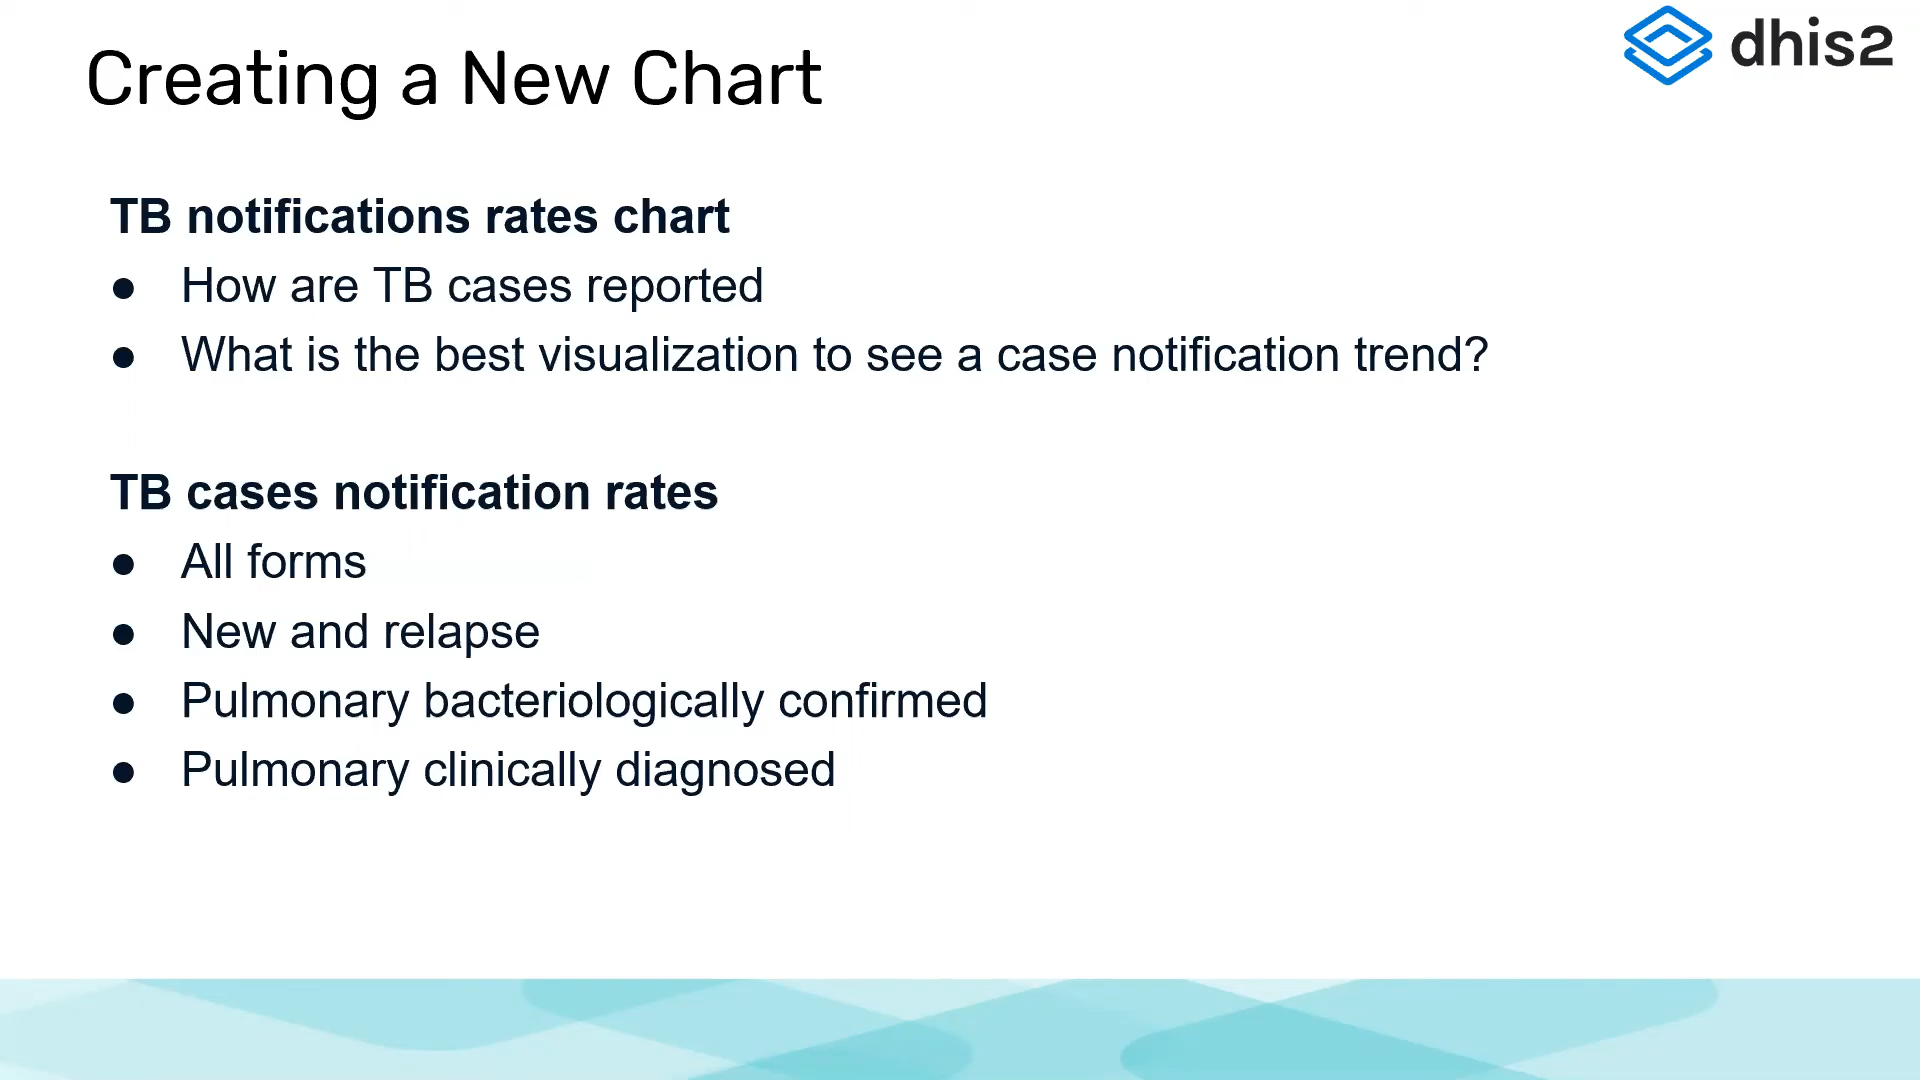 Creating a New Chart
dhis2
TB notifications rates chart
● How are TB cases reported
● What is the best visualization to see a case notification trend?
TB cases notification rates
● All forms
● New and relapse
● Pulmonary bacteriologically confirmed
● Pulmonary clinically diagnosed